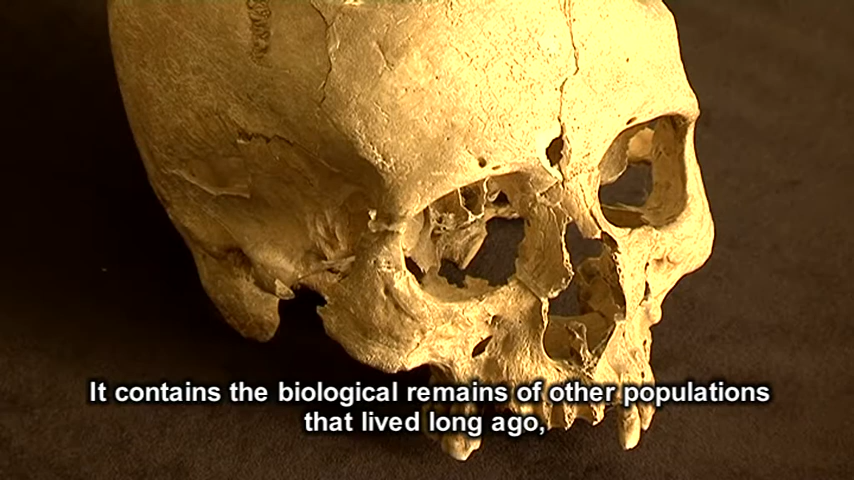 It contains the biological remains of other populations
that lived long ago,